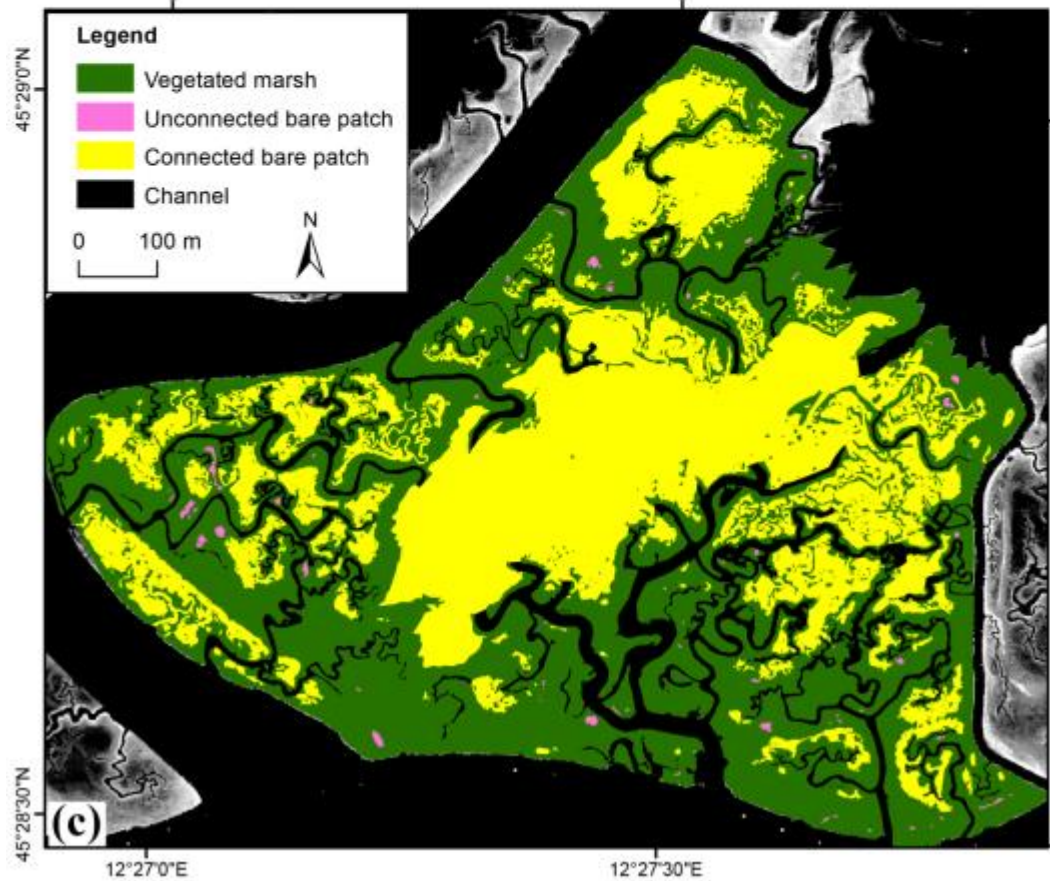 Legend
Vegetated marsh
Unconnected bare patch
Connected bare patch
Channel
0 100 m
N
45°29'0"N
45°28'30"N
(c)
12°27'0"E
12°27'30"E